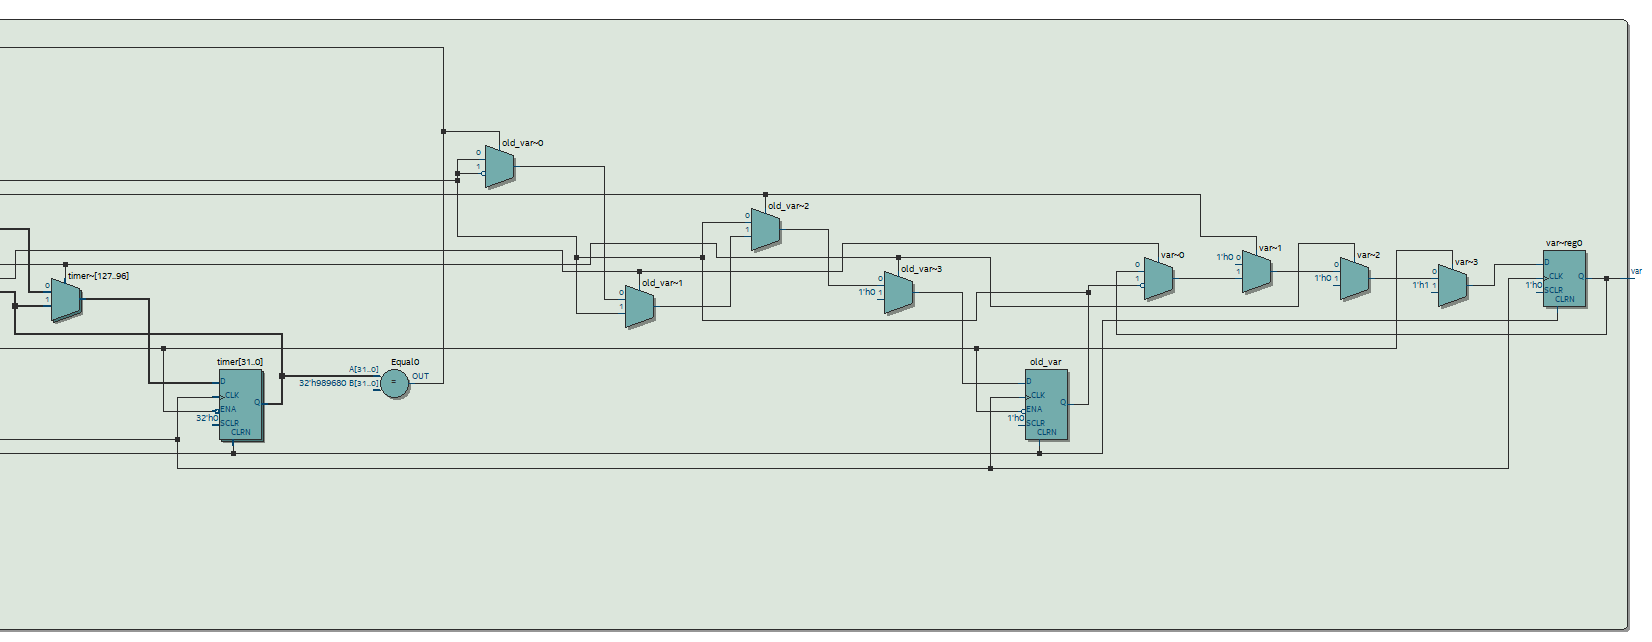 old_var~0
0
1
old_var~2
0
1
timer~[127..96]
0
1
old_var~1
0
1
old_var~3
0
1'h0 1
var~0
0
1
var~1
1'h0 0
1
var~2
0
1'h0 1
var~3
0
1'h1 1
var~reg0
D
CLK
1'h0 SCLR
CLRN
Q
var
timer[31..0]
D
CLK
ENA
32'h0 SCLR
CLRN
Q
Equal0
A[31..0]
32'h989680 B[31..0]
=
OUT
old_var
D
CLK
ENA
1'h0 SCLR
CLRN
Q